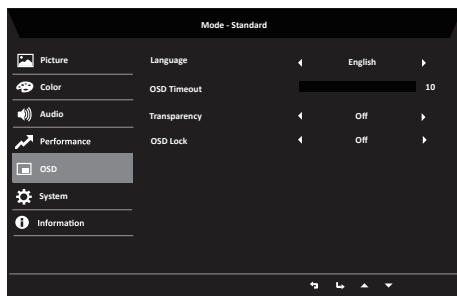 Mode - Standard
Picture
Language
English
Color
OSD Timeout
10
Audio
Transparency
Off
Performance
OSD Lock
Off
OSD
System
Information